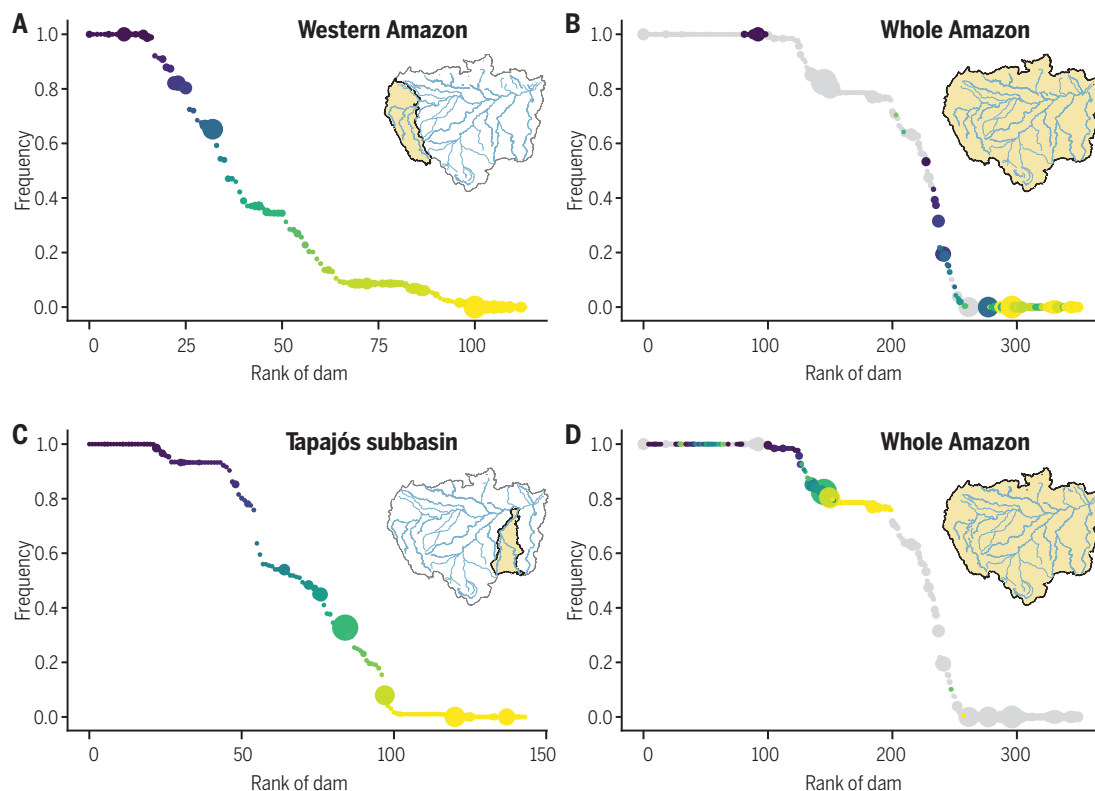 A Western Amazon
1.0
0.8
0.6
0.4
0.2
0.0
Frequency
0 25 50 75 100
Rank of dam
B Whole Amazon
1.0
0.8
0.6
0.4
0.2
0.0
Frequency
0 100 200 300
Rank of dam
C Tapajós subbasin
1.0
0.8
0.6
0.4
0.2
0.0
Frequency
0 50 100 150
Rank of dam
D Whole Amazon
1.0
0.8
0.6
0.4
0.2
0.0
Frequency
0 100 200 300
Rank of dam